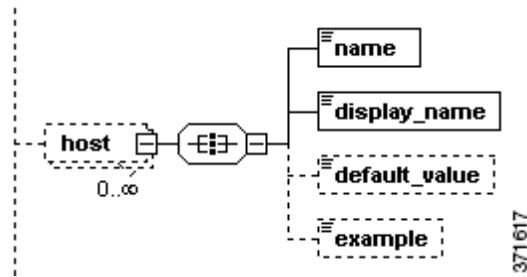 name
display_name
host
0..∞
default_value
example
371617